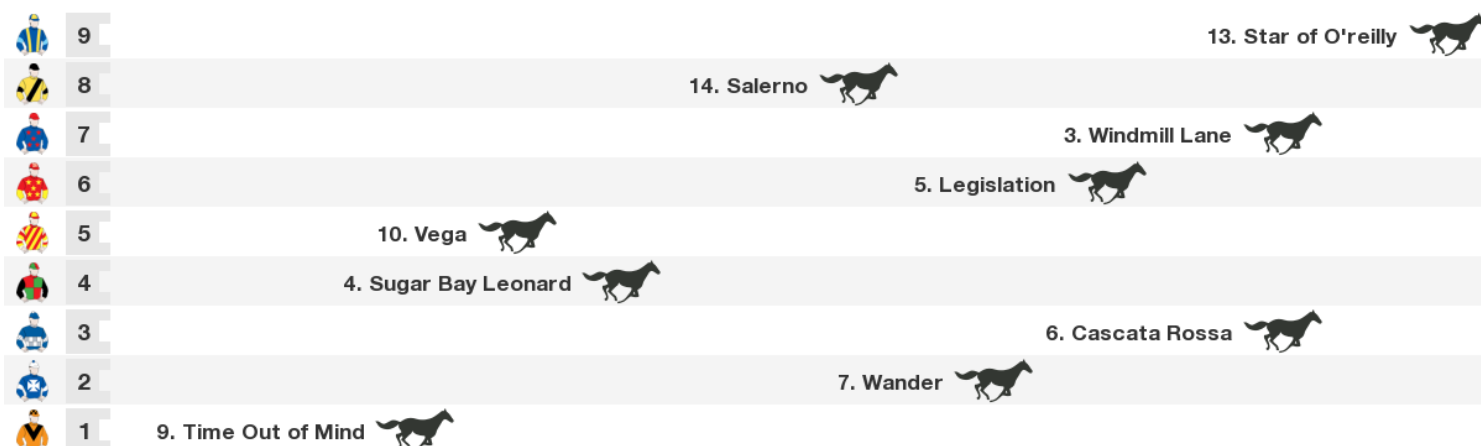 9 13. Star of O'reilly
8 14. Salerno
7 3. Windmill Lane
6 5. Legislation
5 10. Vega
4 4. Sugar Bay Leonard
3 6. Cascata Rossa
2 7. Wander
1 9. Time Out of Mind